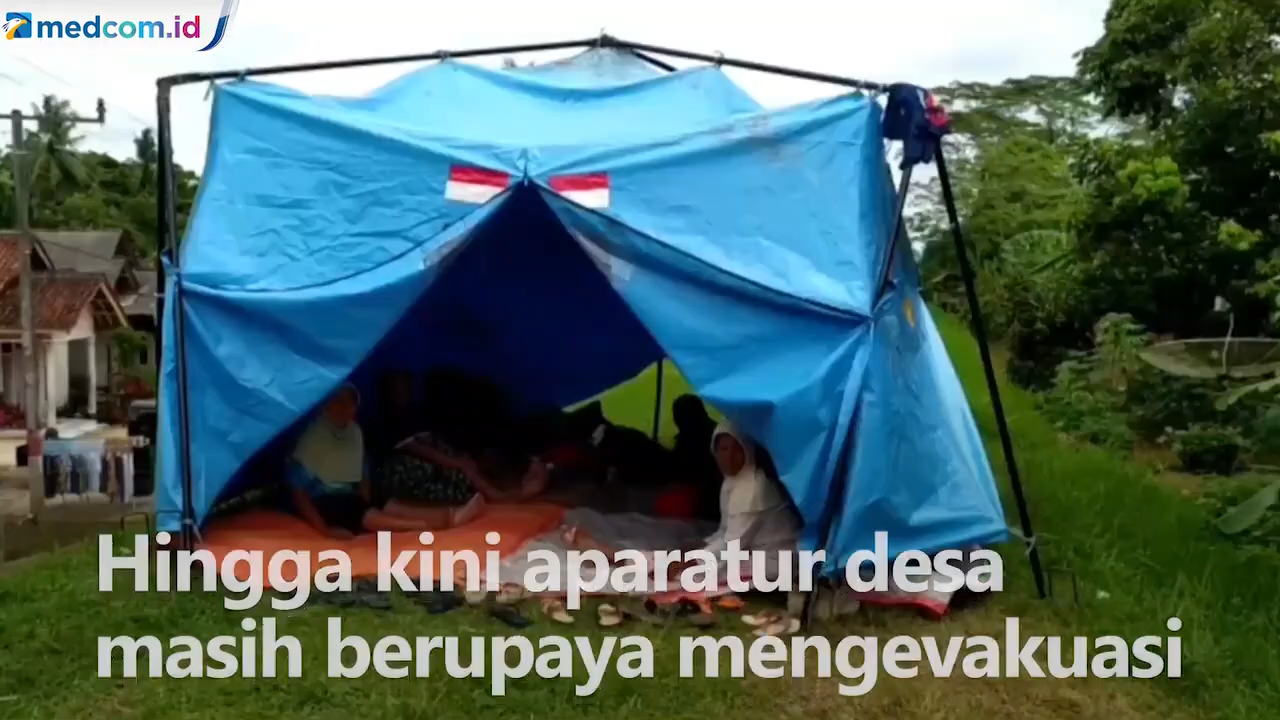 medcom.id
Hingga kini aparatur desa
masih berupaya mengevakuasi